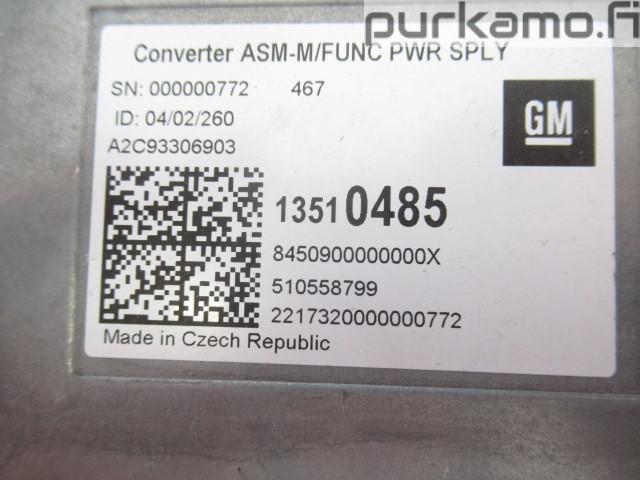 purkamo.fi
Converter ASM-M/FUNC PWR SPLY
SN: 000000772 467
ID: 04/02/260
GM
A2C93306903
13510485
8450900000000X
510558799
2217320000000772
Made in Czech Republic